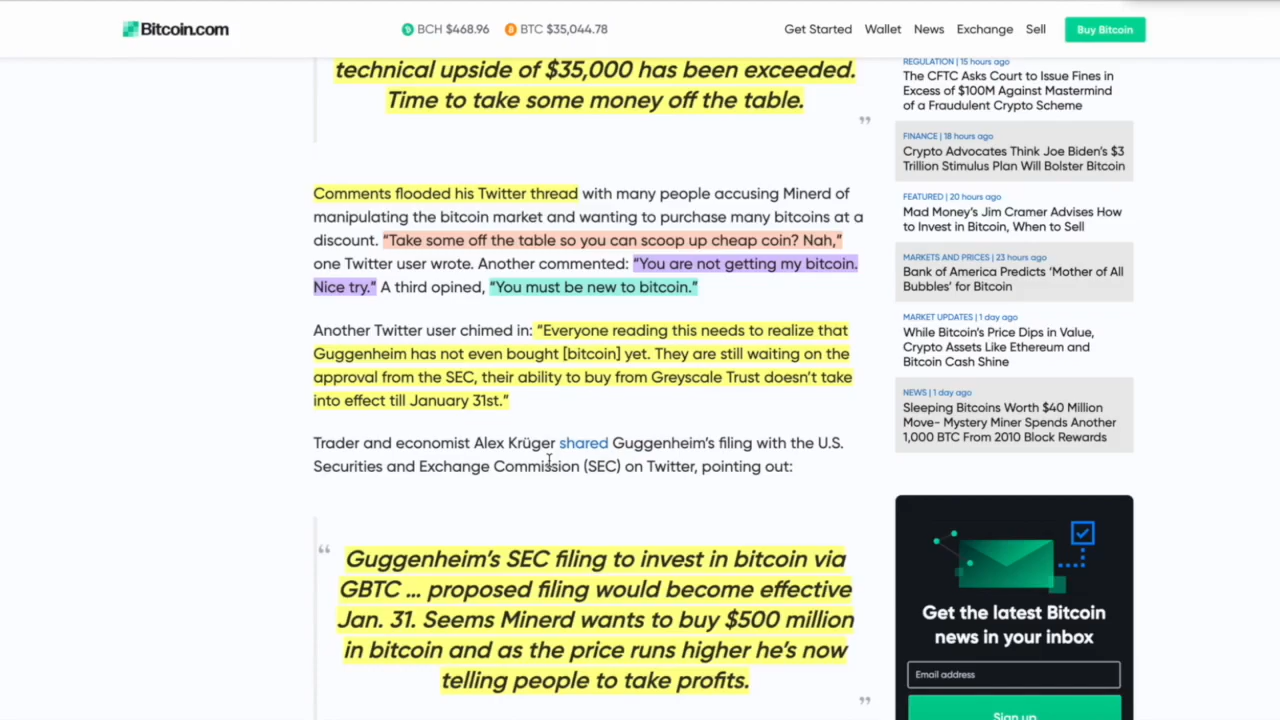 Bitcoin.com
BCH $468.96
BTC $35,044.78
Get Started
Wallet
News
Exchange
Sell
Buy Bitcoin
technical upside of $35,000 has been exceeded.
Time to take some money off the table.
”
Comments flooded his Twitter thread with many people accusing Minerd of
manipulating the bitcoin market and wanting to purchase many bitcoins at a
discount. “Take some off the table so you can scoop up cheap coin? Nah,”
one Twitter user wrote. Another commented: “You are not getting my bitcoin.
Nice try.” A third opined, “You must be new to bitcoin.”
Another Twitter user chimed in: “Everyone reading this needs to realize that
Guggenheim has not even bought [bitcoin] yet. They are still waiting on the
approval from the SEC, their ability to buy from Greyscale Trust doesn’t take
into effect till January 31st.”
Trader and economist Alex Krüger shared Guggenheim’s filing with the U.S.
Securities and Exchange Commission (SEC) on Twitter, pointing out:
“
Guggenheim’s SEC filing to invest in bitcoin via
GBTC … proposed filing would become effective
Jan. 31. Seems Minerd wants to buy $500 million
in bitcoin and as the price runs higher he’s now
telling people to take profits.
”
REGULATION | 15 hours ago
The CFTC Asks Court to Issue Fines in
Excess of $100M Against Mastermind
of a Fraudulent Crypto Scheme
FINANCE | 18 hours ago
Crypto Advocates Think Joe Biden’s $3
Trillion Stimulus Plan Will Bolster Bitcoin
FEATURED | 20 hours ago
Mad Money’s Jim Cramer Advises How
to Invest in Bitcoin, When to Sell
MARKETS AND PRICES | 23 hours ago
Bank of America Predicts ‘Mother of All
Bubbles’ for Bitcoin
MARKET UPDATES | 1 day ago
While Bitcoin’s Price Dips in Value,
Crypto Assets Like Ethereum and
Bitcoin Cash Shine
NEWS | 1 day ago
Sleeping Bitcoins Worth $40 Million
Move- Mystery Miner Spends Another
1,000 BTC From 2010 Block Rewards
Get the latest Bitcoin
news in your inbox
Email address
Sign up